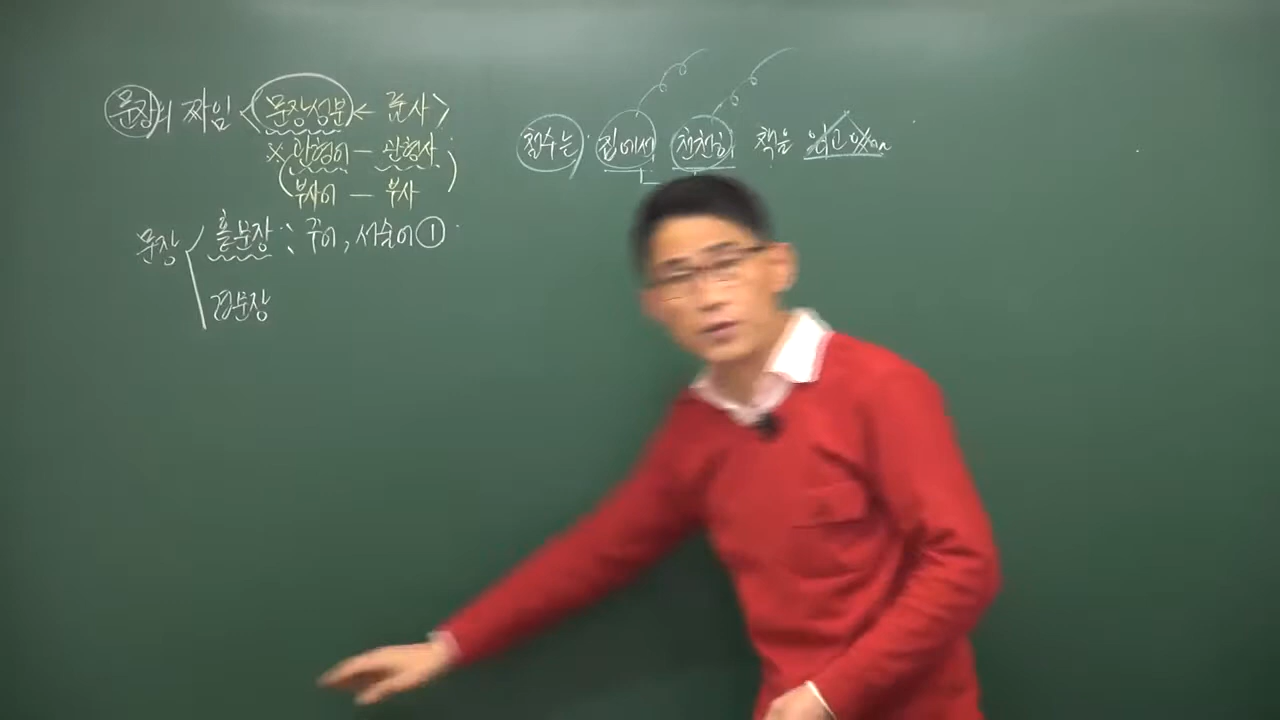 문장의 짜임 < 문장성분 ← 품사 >
※ 관형어 — 관형사
( 부사어 — 부사 )
문장 홑문장 : 주어, 서술어 ①
겹문장
철수는 집에서 천천히 책을 읽고 있다